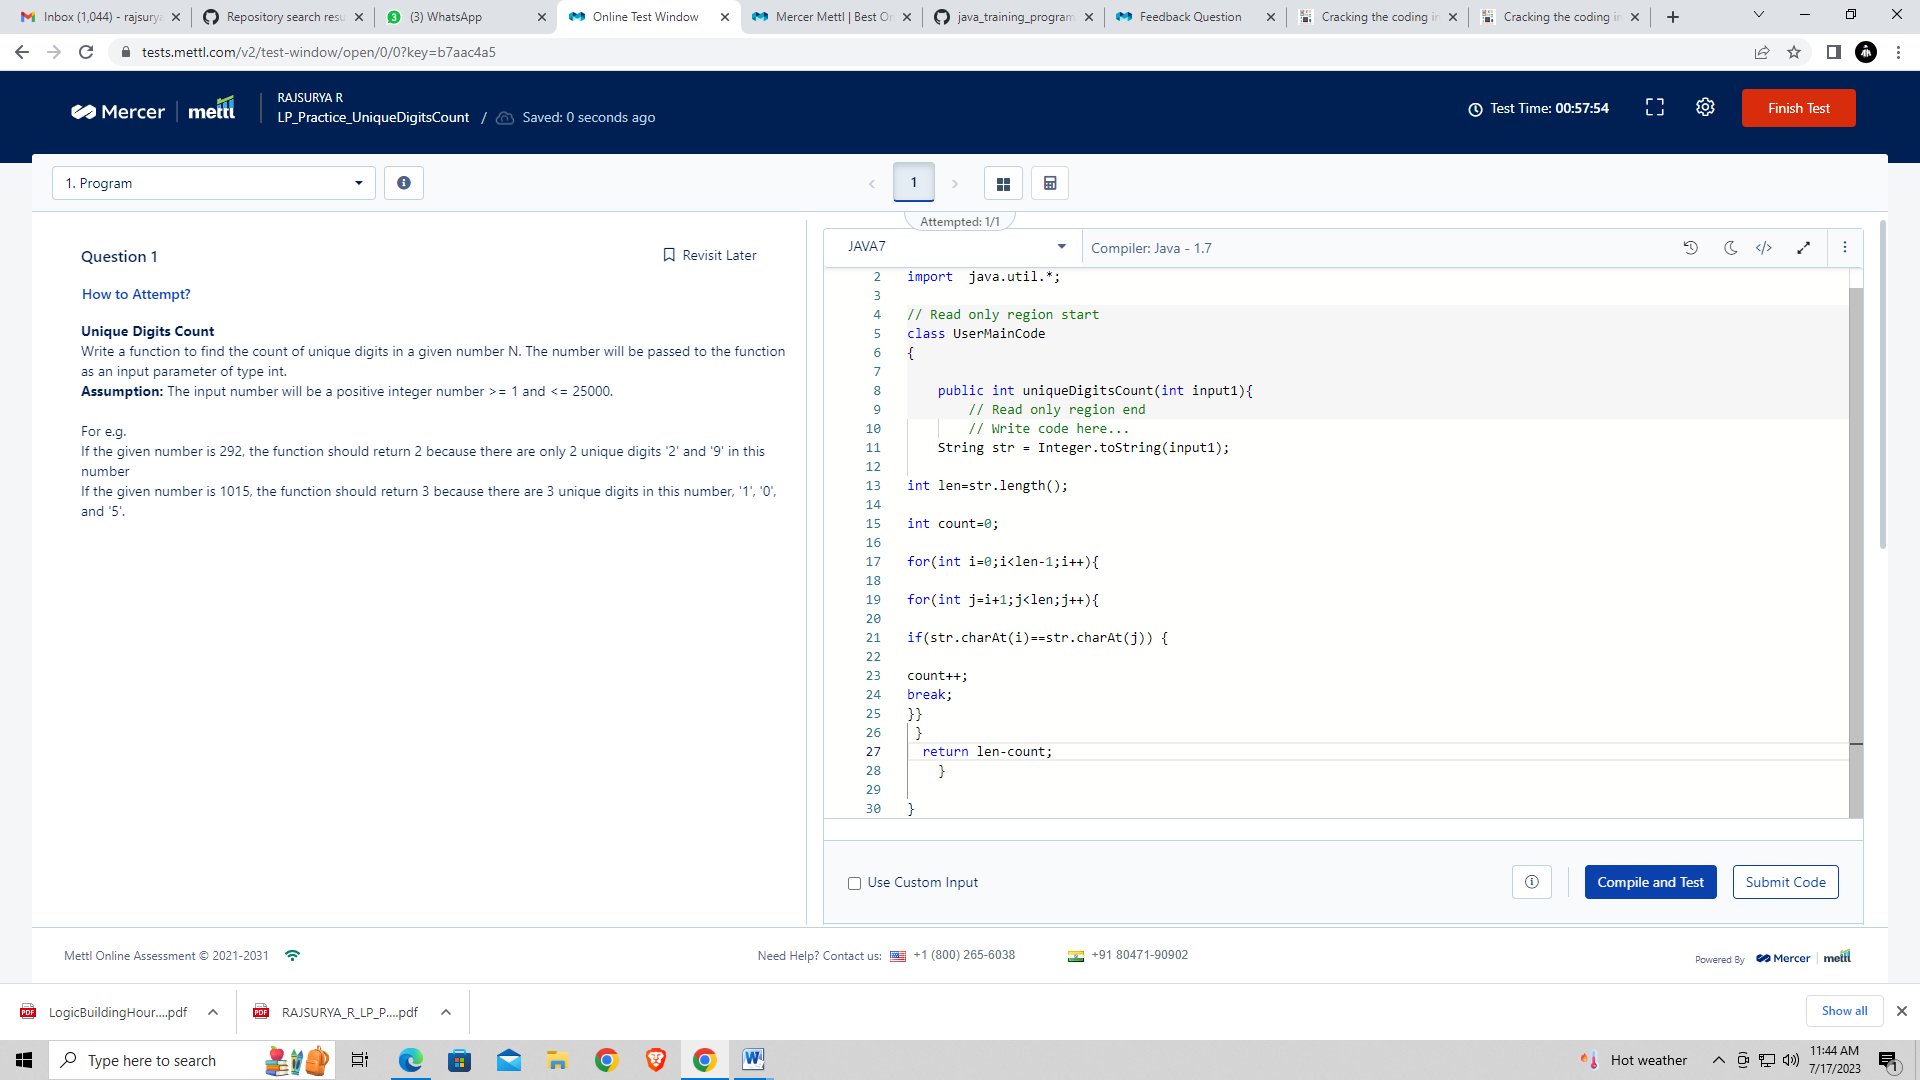 Inbox (1,044) - rajsurya
Repository search resu
(3) WhatsApp
Online Test Window
Mercer Mettl | Best On
java_training_program
Feedback Question
Cracking the coding in
Cracking the coding in
tests.mettl.com/v2/test-window/open/0/0?key=b7aac4a5
Mercer | mettl
RAJSURYA R
LP_Practice_UniqueDigitsCount / Saved: 0 seconds ago
Test Time: 00:57:54
Finish Test
1. Program
1
Attempted: 1/1
Question 1
Revisit Later
How to Attempt?
Unique Digits Count
Write a function to find the count of unique digits in a given number N. The number will be passed to the function
as an input parameter of type int.
Assumption: The input number will be a positive integer number >= 1 and <= 25000.
For e.g.
If the given number is 292, the function should return 2 because there are only 2 unique digits '2' and '9' in this
number
If the given number is 1015, the function should return 3 because there are 3 unique digits in this number, '1', '0',
and '5'.
JAVA7
Compiler: Java - 1.7
2 import  java.util.*;
3
4 // Read only region start
5 class UserMainCode
6 {
7
8 public int uniqueDigitsCount(int input1){
9 // Read only region end
10 // Write code here...
11 String str = Integer.toString(input1);
12
13 int len=str.length();
14
15 int count=0;
16
17 for(int i=0;i<len-1;i++){
18
19 for(int j=i+1;j<len;j++){
20
21 if(str.charAt(i)==str.charAt(j)) {
22
23 count++;
24 break;
25 }}
26 }
27 return len-count;
28 }
29
30 }
Use Custom Input
Compile and Test
Submit Code
Mettl Online Assessment © 2021-2031
Need Help? Contact us: +1 (800) 265-6038
+91 80471-90902
Powered By Mercer | mettl
LogicBuildingHour....pdf
RAJSURYA_R_LP_P....pdf
Show all
Type here to search
Hot weather
11:44 AM
7/17/2023
1